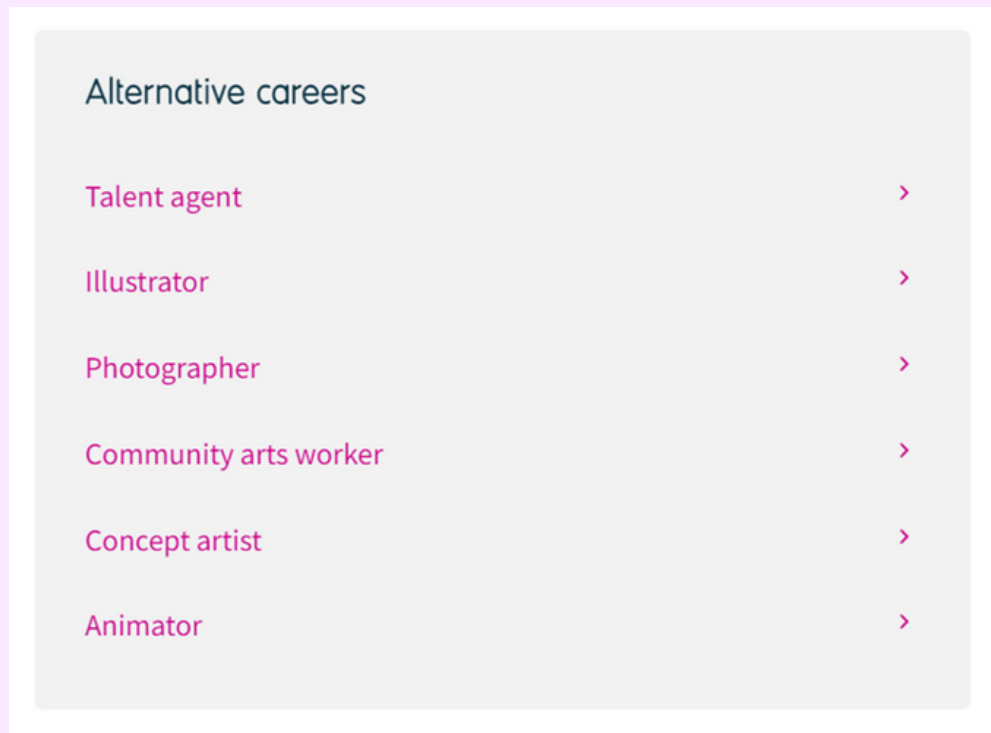 Alternative careers
Talent agent
Illustrator
Photographer
Community arts worker
Concept artist
Animator